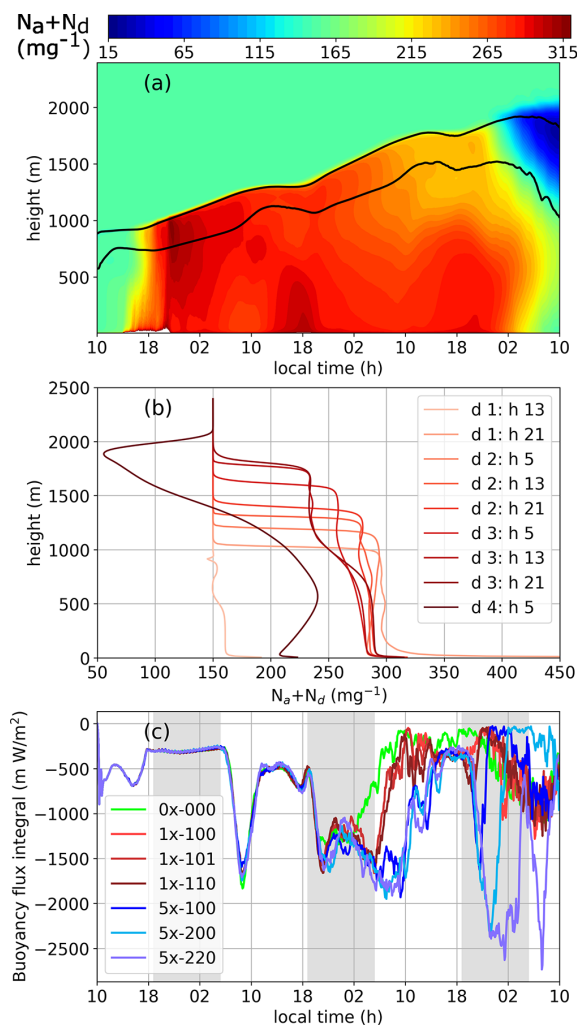 Na+Nd
(mg-1)
15 65 115 165 215 265 315
(a)
height (m)
2000
1500
1000
500
10 18 02 10 18 02 10 18 02 10
local time (h)
(b)
height (m)
2500
2000
1500
1000
500
0
d 1: h 13
d 1: h 21
d 2: h 5
d 2: h 13
d 2: h 21
d 3: h 5
d 3: h 13
d 3: h 21
d 4: h 5
50 100 150 200 250 300 350 400 450
Na+Nd (mg-1)
(c)
Buoyancy flux integral (m W/m2)
0
−500
−1000
−1500
−2000
−2500
0x-000
1x-100
1x-101
1x-110
5x-100
5x-200
5x-220
10 18 02 10 18 02 10 18 02 10
local time (h)